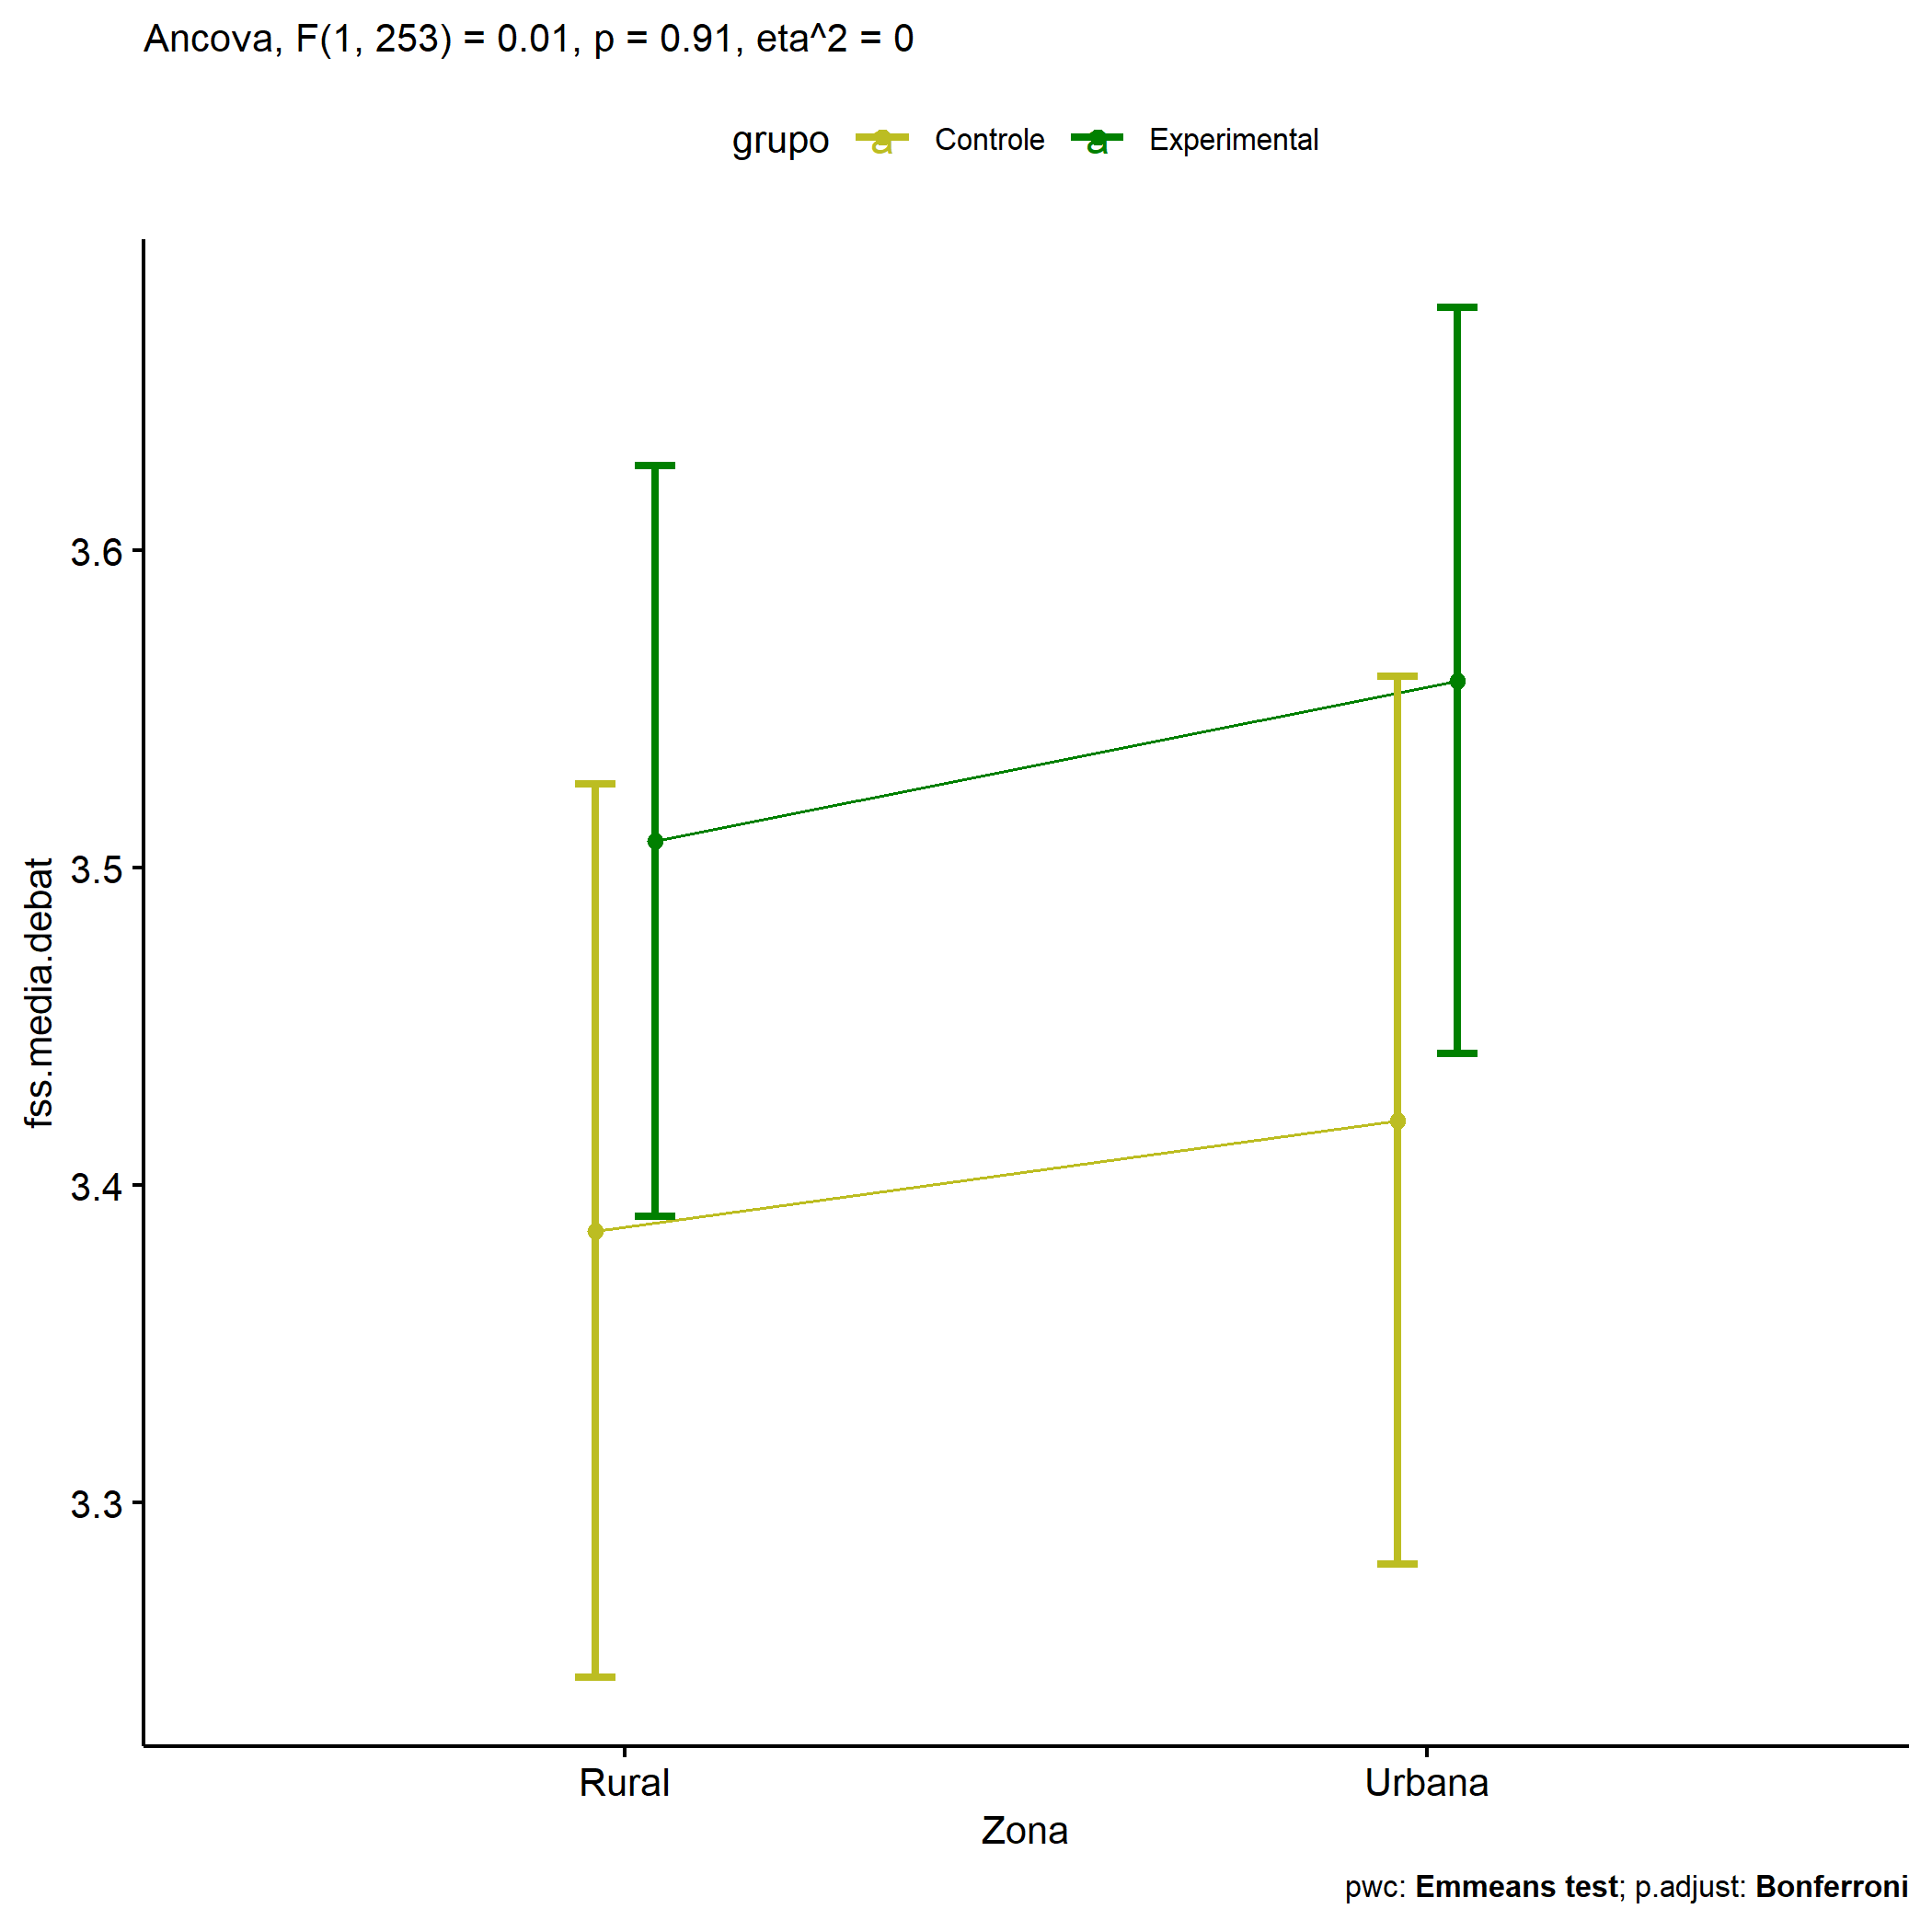 Ancova, F(1, 253) = 0.01, p = 0.91, eta^2 = 0
grupo a Controle a Experimental
fss.media.debat
3.6
3.5
3.4
3.3
Rural Urbana
Zona
pwc: Emmeans test; p.adjust: Bonferroni